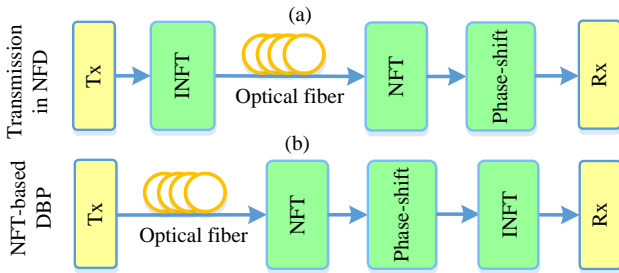 (a)
Transmission
in NFD
Tx
INFT
Optical fiber
NFT
Phase-shift
Rx
(b)
NFT-based
DBP
Tx
Optical fiber
NFT
Phase-shift
INFT
Rx